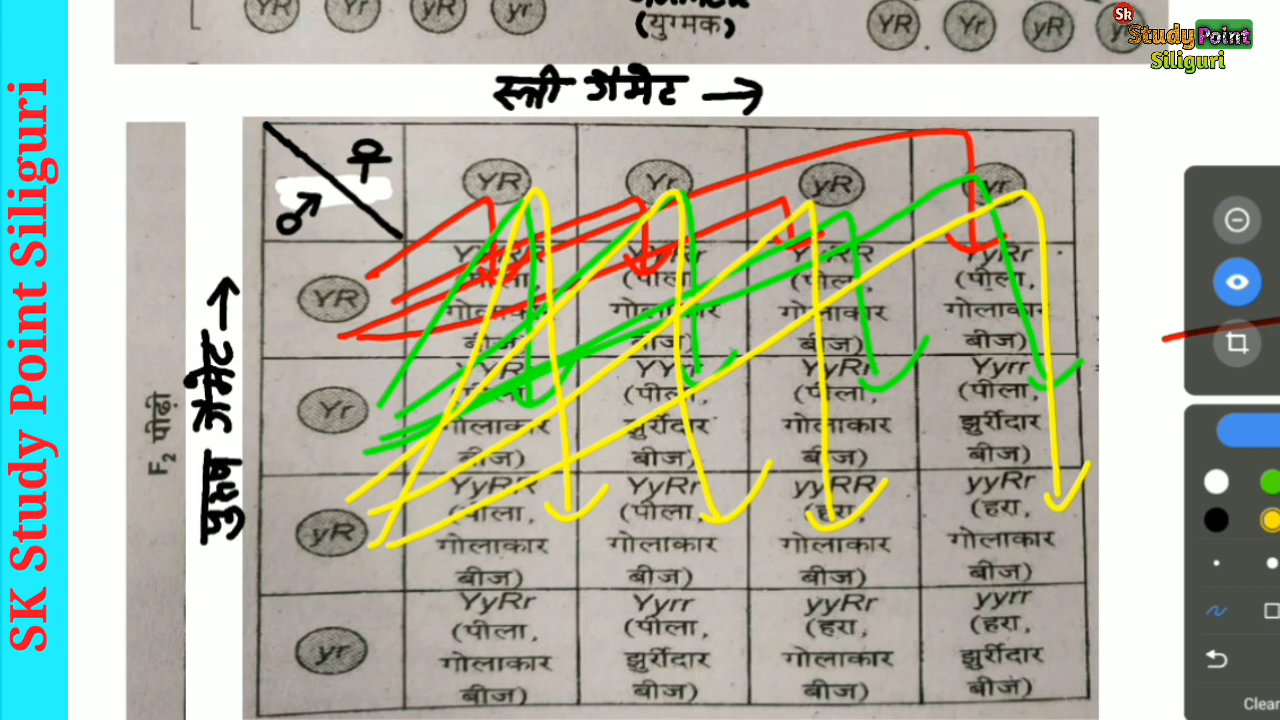 SK Study Point Siliguri
YR Yr yR yr
(युग्मक)
YR Yr yR
Sk
Study Point
Siliguri
स्त्री गैमेट →
पुरुष गैमेट →
F2 पीढ़ी
♀
♂
YR Yr yR yr
YR
YyRr
(पीला, (पीला, (पीला,
गोलाकार गोलाकार गोलाकार गोलाकार
बीज) बीज) बीज) बीज)
Yr
YyRr Yyrr
(पीला, (पीला, (पीला,
गोलाकार झुर्रीदार गोलाकार झुर्रीदार
बीज) बीज) बीज) बीज)
yR
YyRR YyRr yyRR yyRr
(पीला, (पीला, (हरा, (हरा,
गोलाकार गोलाकार गोलाकार गोलाकार
बीज) बीज) बीज) बीज)
yr
YyRr Yyrr yyRr yyrr
(पीला, (पीला, (हरा, (हरा,
गोलाकार झुर्रीदार गोलाकार झुर्रीदार
बीज) बीज) बीज) बीज)
Clear